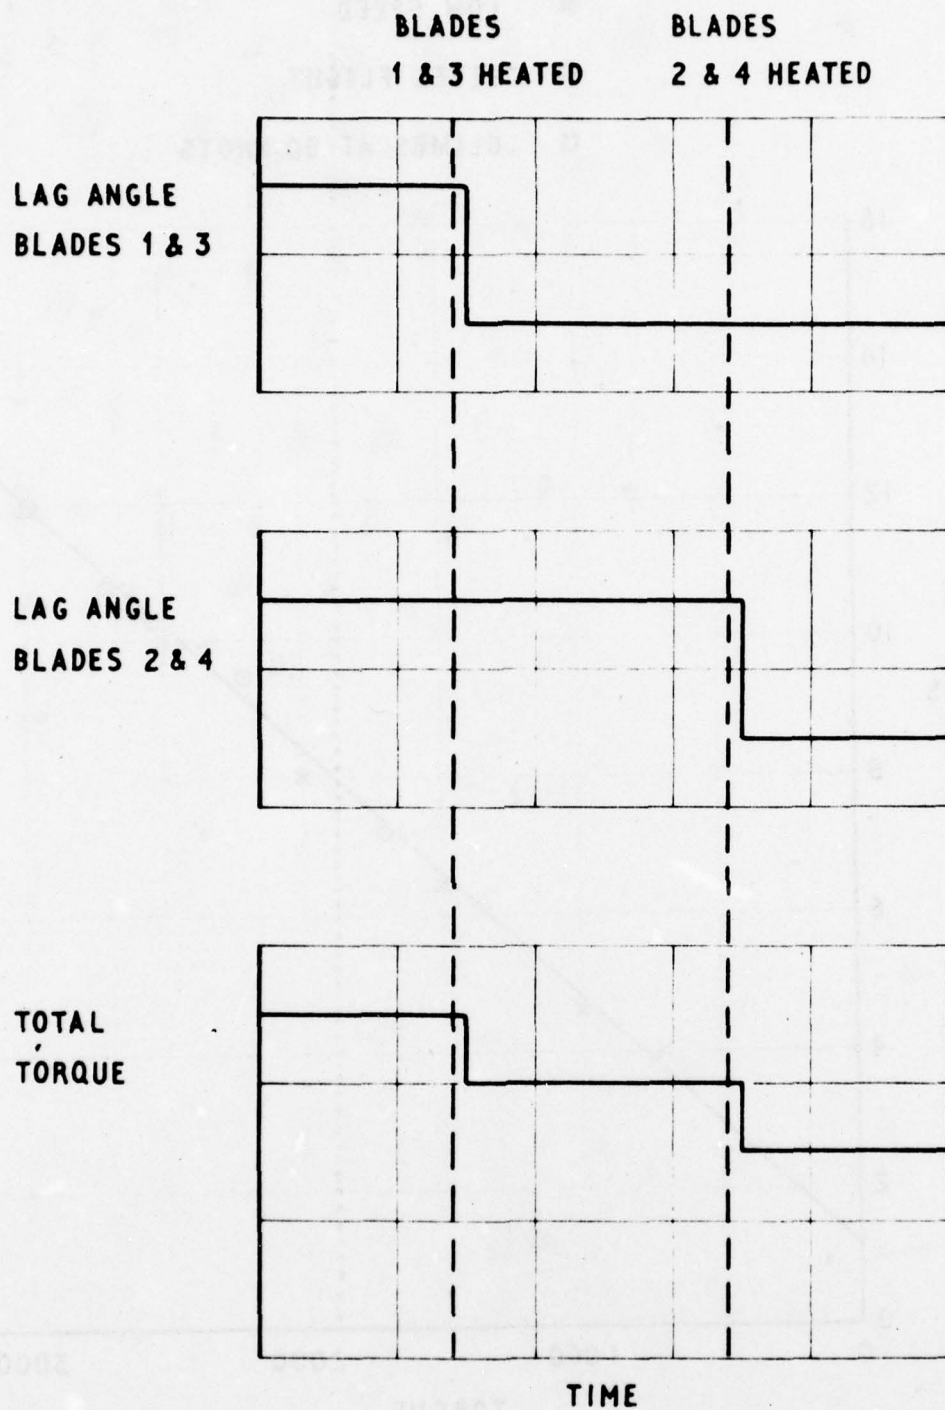 BLADES
1 & 3 HEATED
BLADES
2 & 4 HEATED
LAG ANGLE
BLADES 1 & 3
LAG ANGLE
BLADES 2 & 4
TOTAL
TORQUE
TIME